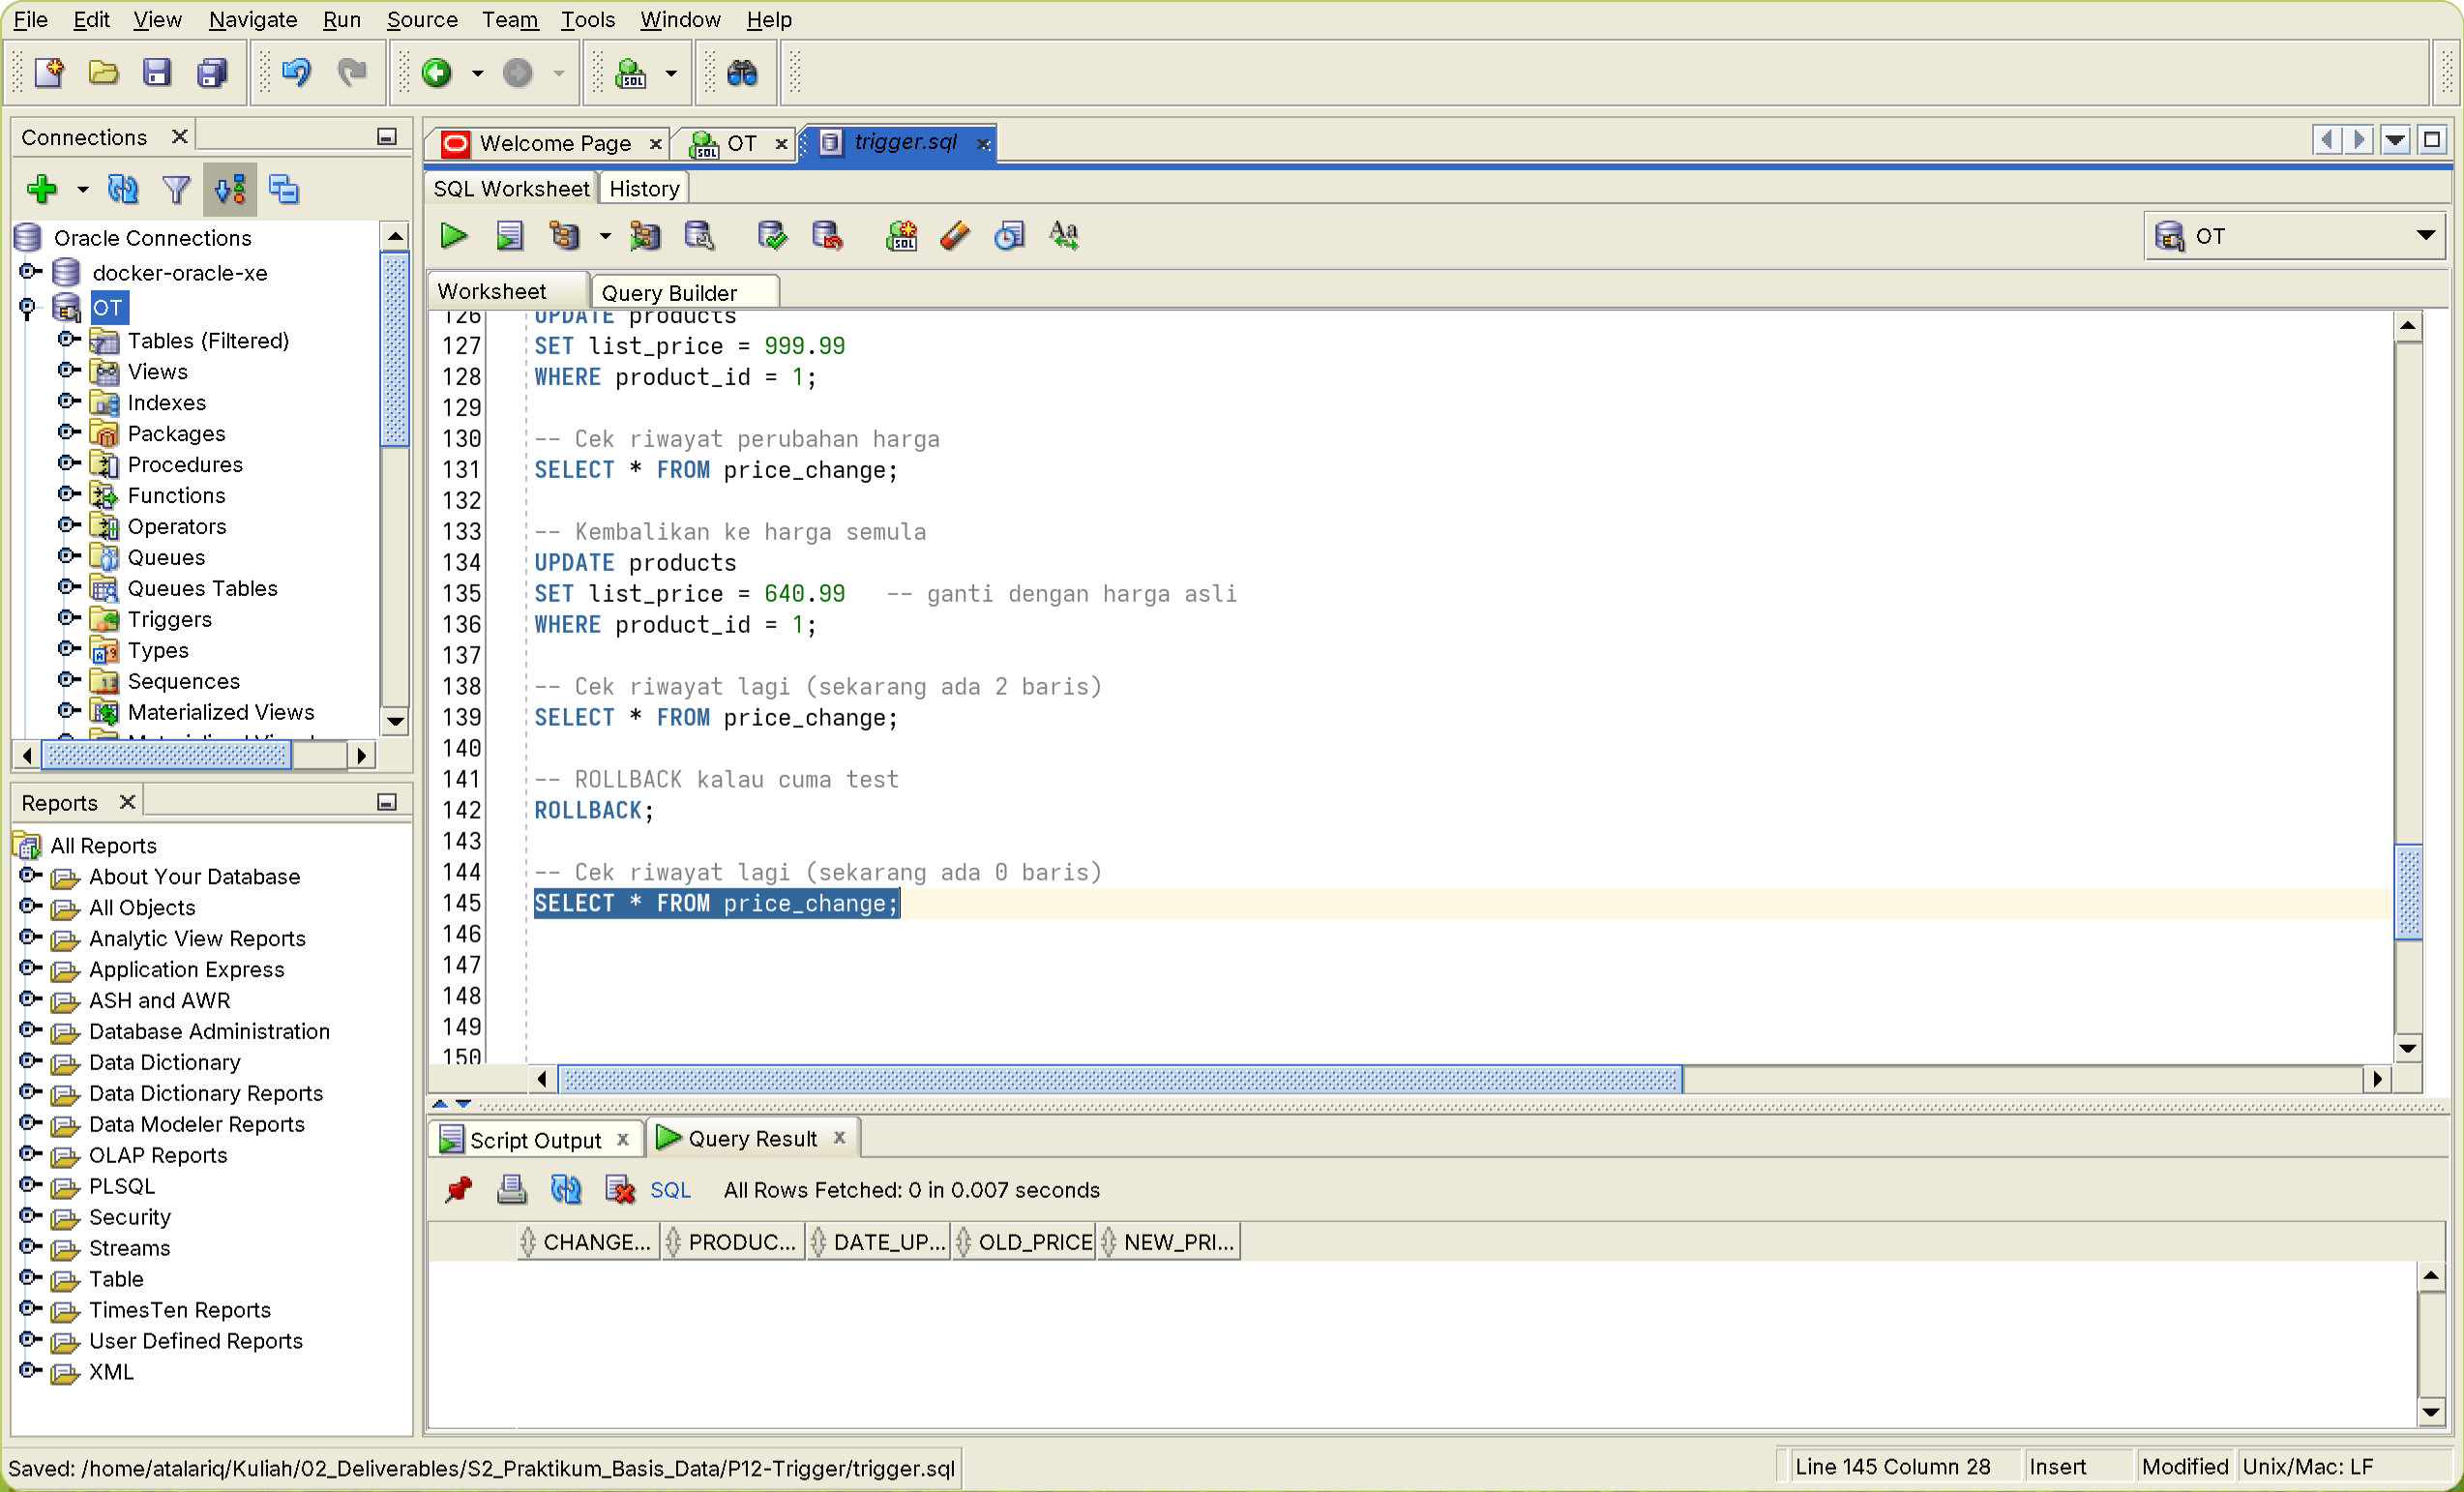 File Edit View Navigate Run Source Team Tools Window Help
Connections
Oracle Connections
docker-oracle-xe
OT
Tables (Filtered)
Views
Indexes
Packages
Procedures
Functions
Operators
Queues
Queues Tables
Triggers
Types
Sequences
Materialized Views
Reports
All Reports
About Your Database
All Objects
Analytic View Reports
Application Express
ASH and AWR
Database Administration
Data Dictionary
Data Dictionary Reports
Data Modeler Reports
OLAP Reports
PLSQL
Security
Streams
Table
TimesTen Reports
User Defined Reports
XML
Welcome Page OT trigger.sql
SQL Worksheet History
OT
Worksheet Query Builder
126 UPDATE products
127 SET list_price = 999.99
128 WHERE product_id = 1;
129
130 -- Cek riwayat perubahan harga
131 SELECT * FROM price_change;
132
133 -- Kembalikan ke harga semula
134 UPDATE products
135 SET list_price = 640.99 -- ganti dengan harga asli
136 WHERE product_id = 1;
137
138 -- Cek riwayat lagi (sekarang ada 2 baris)
139 SELECT * FROM price_change;
140
141 -- ROLLBACK kalau cuma test
142 ROLLBACK;
143
144 -- Cek riwayat lagi (sekarang ada 0 baris)
145 SELECT * FROM price_change;
146
147
148
149
150
Script Output Query Result
SQL All Rows Fetched: 0 in 0.007 seconds
CHANGE... PRODUC... DATE_UP... OLD_PRICE NEW_PRI...
Saved: /home/atalariq/Kuliah/02_Deliverables/S2_Praktikum_Basis_Data/P12-Trigger/trigger.sql
Line 145 Column 28 Insert Modified Unix/Mac: LF